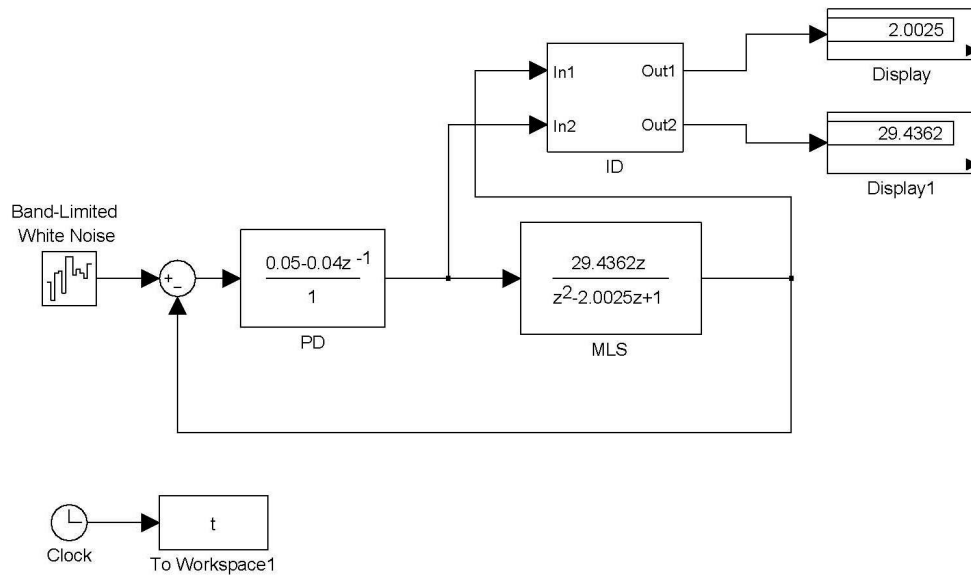 2.0025
Display
In1
Out1
In2
Out2
ID
29.4362
Display1
Band-Limited
White Noise
+
−
0.05-0.04z -1
1
PD
29.4362z
z2-2.0025z+1
MLS
Clock
t
To Workspace1